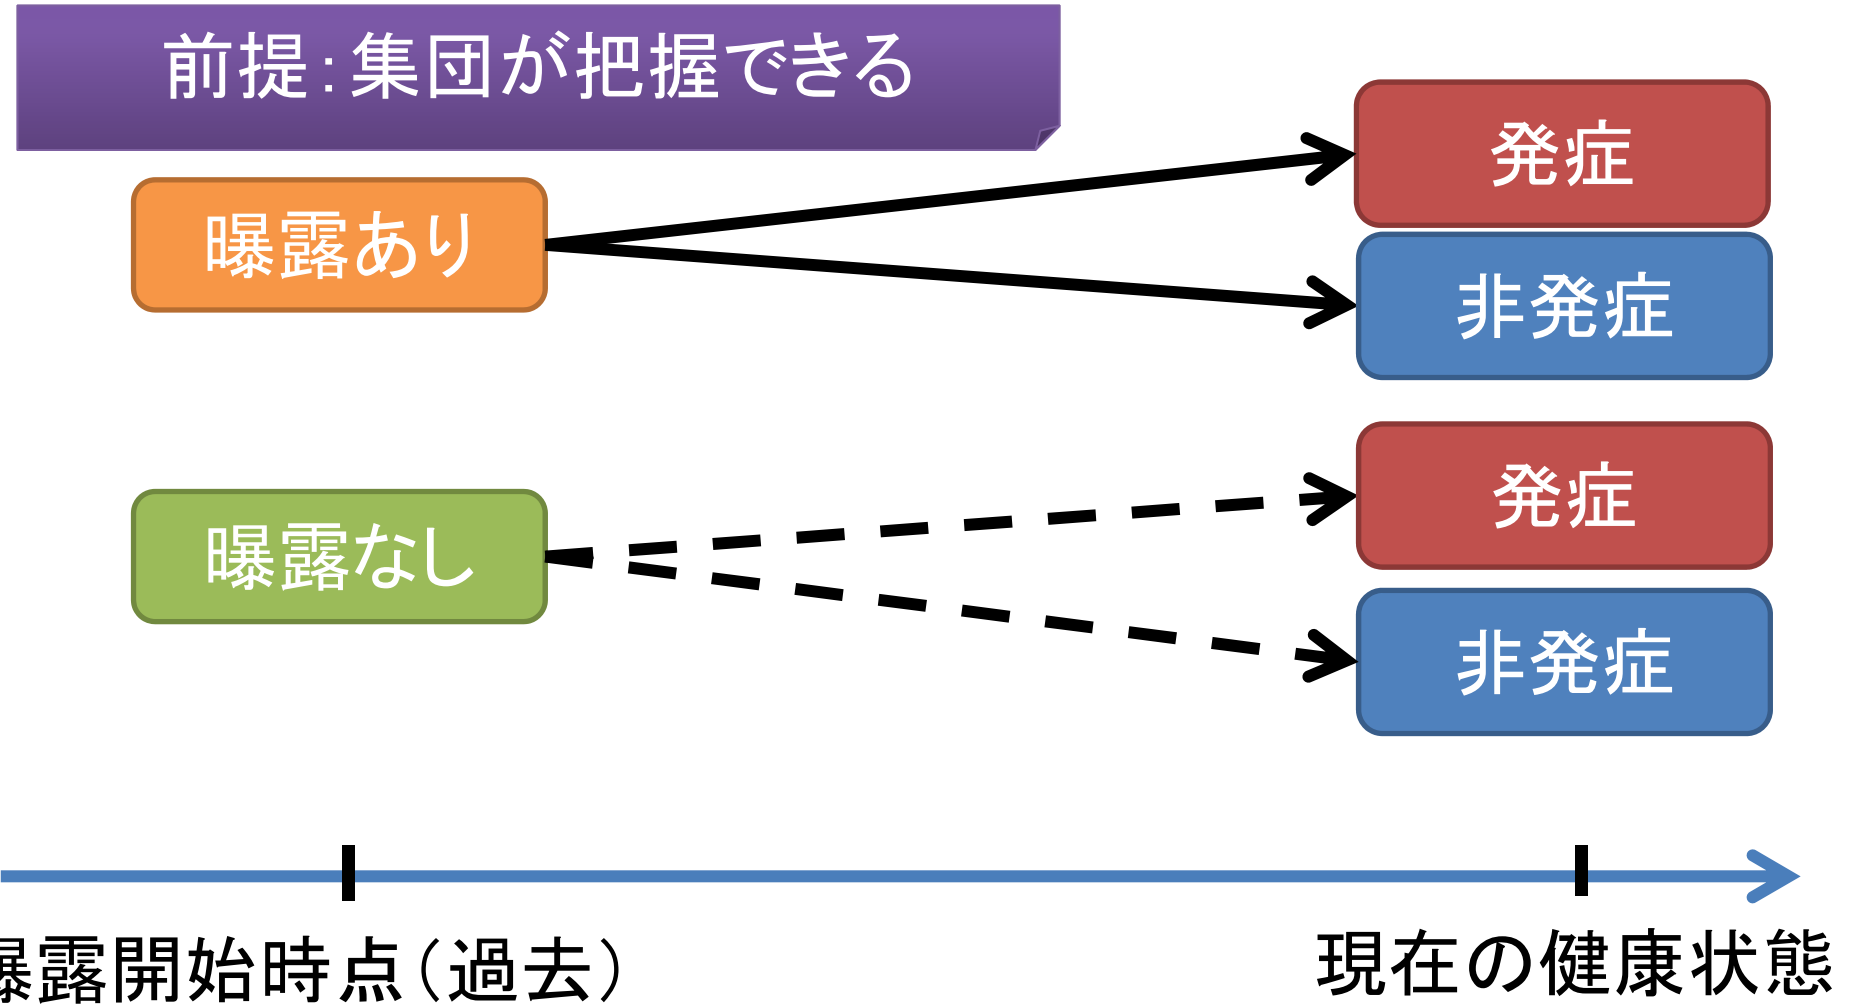 前提：集団が把握できる
曝露あり
発症
非発症
曝露なし
発症
非発症
曝露開始時点（過去）
現在の健康状態